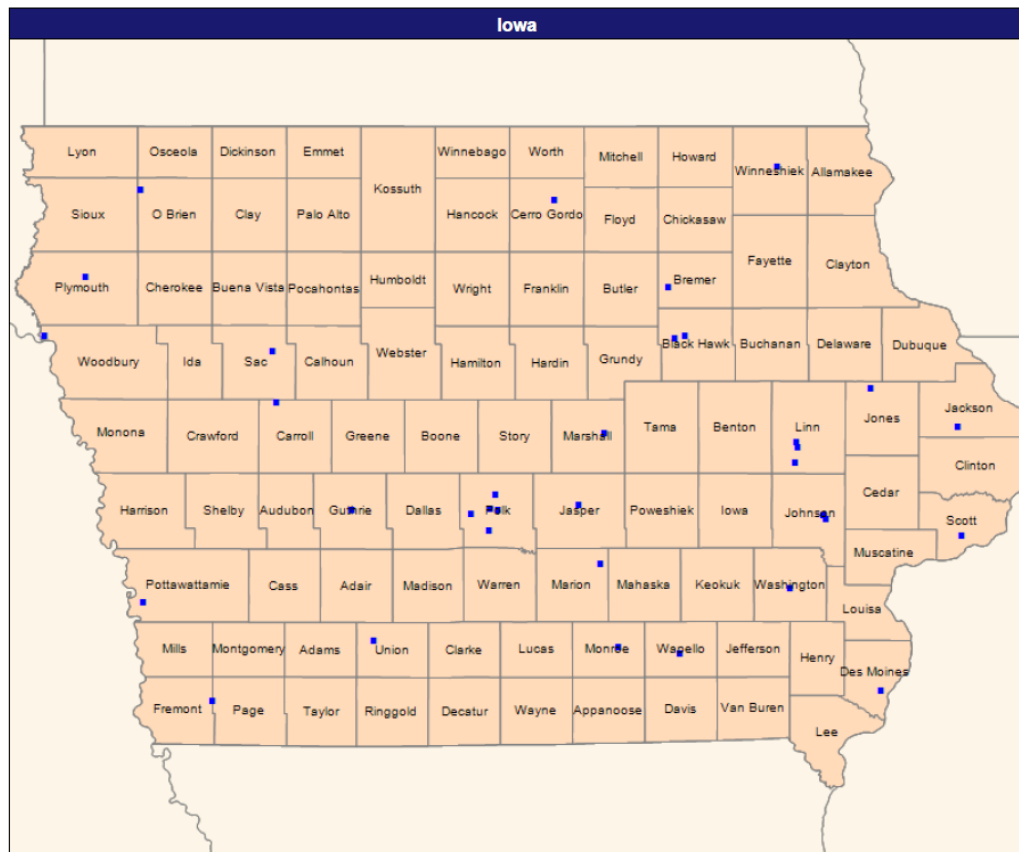 Iowa
Lyon Osceola Dickinson Emmet Winnebago Worth Mitchell Howard Winneshiek Allamakee
Kossuth
Sioux O Brien Clay Palo Alto Hancock Cerro Gordo Floyd Chickasaw
Fayette Clayton
Plymouth Cherokee Buena Vista Pocahontas Humboldt Wright Franklin Butler Bremer
Woodbury Ida Sac Calhoun Webster Hamilton Hardin Grundy Black Hawk Buchanan Delaware Dubuque
Monona Crawford Carroll Greene Boone Story Marshall Tama Benton Linn Jones Jackson
Clinton
Harrison Shelby Audubon Guthrie Dallas Polk Jasper Poweshiek Iowa Johnson Cedar Scott
Muscatine
Pottawattamie Cass Adair Madison Warren Marion Mahaska Keokuk Washington Louisa
Mills Montgomery Adams Union Clarke Lucas Monroe Wapello Jefferson Henry Des Moines
Fremont Page Taylor Ringgold Decatur Wayne Appanoose Davis Van Buren Lee